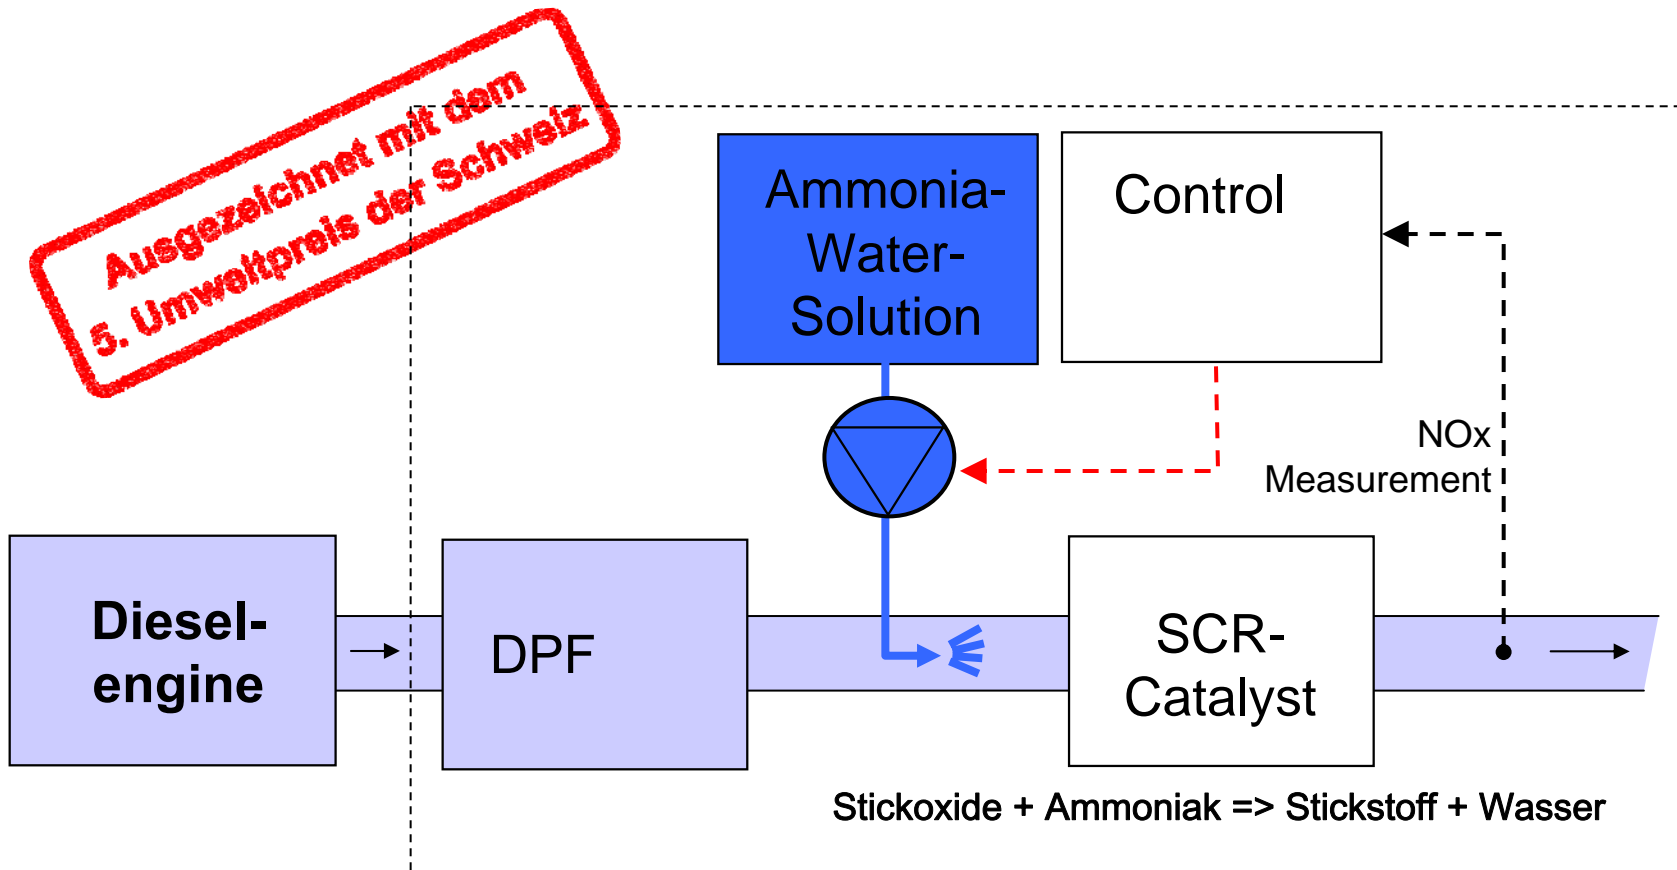 Ausgezeichnet mit dem
5. Umweltpreis der Schweiz
Ammonia-
Water-
Solution
Control
NOx
Measurement
Diesel-
engine
DPF
SCR-
Catalyst
Stickoxide + Ammoniak => Stickstoff + Wasser